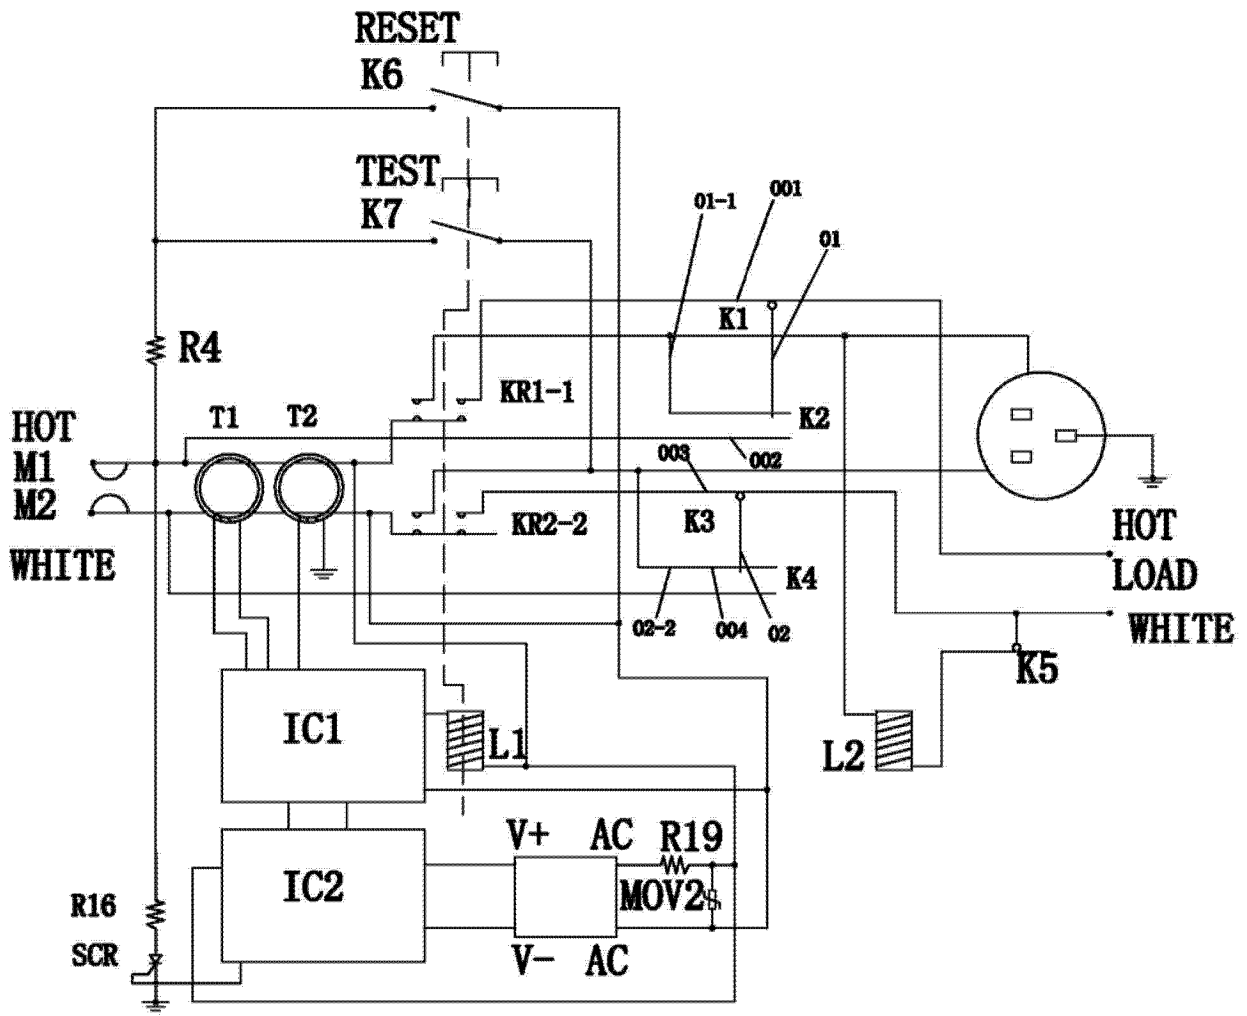 RESET
K6
TEST
K7
01-1
001
01
K1
R4
KR1-1
T1
T2
HOT
K2
M1
002
003
M2
K3
KR2-2
HOT
WHITE
LOAD
K4
02-2
004
02
WHITE
K5
IC1
L1
L2
V+
AC
R19
IC2
MOV2
R16
SCR
V-
AC